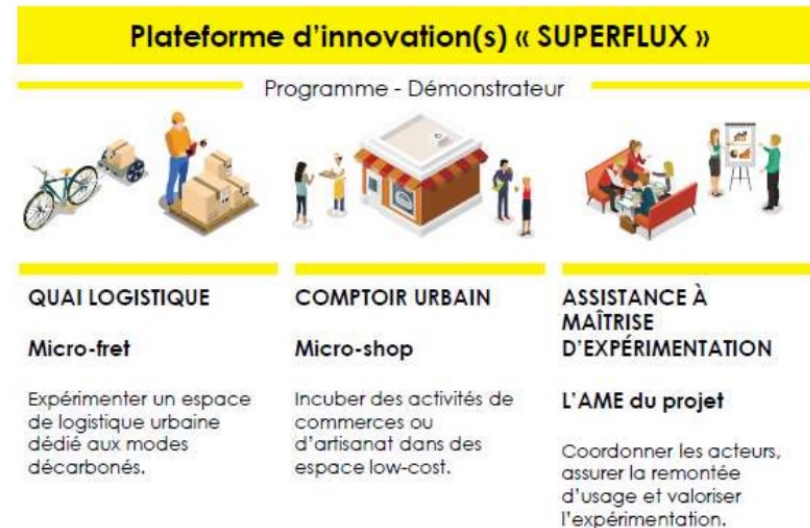 Plateforme d'innovation(s) « SUPERFLUX »
Programme - Démonstrateur
QUAI LOGISTIQUE
Micro-fret
Expérimenter un espace
de logistique urbaine
dédié aux modes
décarbonés.
COMPTOIR URBAIN
Micro-shop
Incuber des activités de
commerces ou
d'artisanat dans des
espace low-cost.
ASSISTANCE À
MAÎTRISE
D'EXPÉRIMENTATION
L'AME du projet
Coordonner les acteurs,
assurer la remontée
d'usage et valoriser
l'expérimentation.